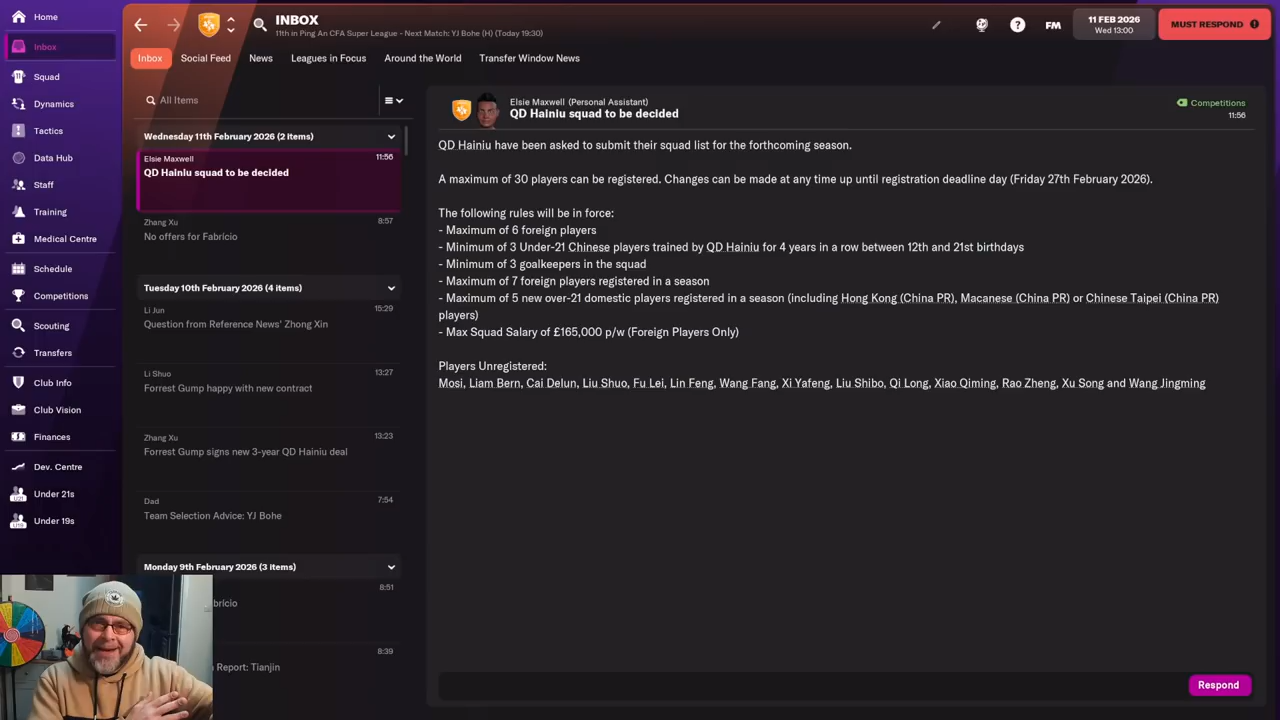 Home
Inbox
Squad
Dynamics
Tactics
Data Hub
Staff
Training
Medical Centre
Schedule
Competitions
Scouting
Transfers
Club Info
Club Vision
Finances
Dev. Centre
Under 21s
Under 19s
INBOX
11th in Ping An CFA Super League - Next Match: YJ Bohe (H) (Today 19:30)
FM
11 FEB 2026
Wed 13:00
MUST RESPOND
Inbox
Social Feed
News
Leagues in Focus
Around the World
Transfer Window News
All Items
Wednesday 11th February 2026 (2 items)
Elsie Maxwell 11:56
QD Hainiu squad to be decided
Zhang Xu 8:57
No offers for Fabrício
Tuesday 10th February 2026 (4 items)
Li Jun 15:29
Question from Reference News' Zhong Xin
Li Shuo 13:27
Forrest Gump happy with new contract
Zhang Xu 13:23
Forrest Gump signs new 3-year QD Hainiu deal
Dad 7:54
Team Selection Advice: YJ Bohe
Monday 9th February 2026 (3 items)
8:51
brício
8:39
Report: Tianjin
Elsie Maxwell (Personal Assistant)
QD Hainiu squad to be decided
Competitions
11:56
QD Hainiu have been asked to submit their squad list for the forthcoming season.
A maximum of 30 players can be registered. Changes can be made at any time up until registration deadline day (Friday 27th February 2026).
The following rules will be in force:
- Maximum of 6 foreign players
- Minimum of 3 Under-21 Chinese players trained by QD Hainiu for 4 years in a row between 12th and 21st birthdays
- Minimum of 3 goalkeepers in the squad
- Maximum of 7 foreign players registered in a season
- Maximum of 5 new over-21 domestic players registered in a season (including Hong Kong (China PR), Macanese (China PR) or Chinese Taipei (China PR)
players)
- Max Squad Salary of £165,000 p/w (Foreign Players Only)
Players Unregistered:
Mosi, Liam Bern, Cai Delun, Liu Shuo, Fu Lei, Lin Feng, Wang Fang, Xi Yafeng, Liu Shibo, Qi Long, Xiao Qiming, Rao Zheng, Xu Song and Wang Jingming
Respond